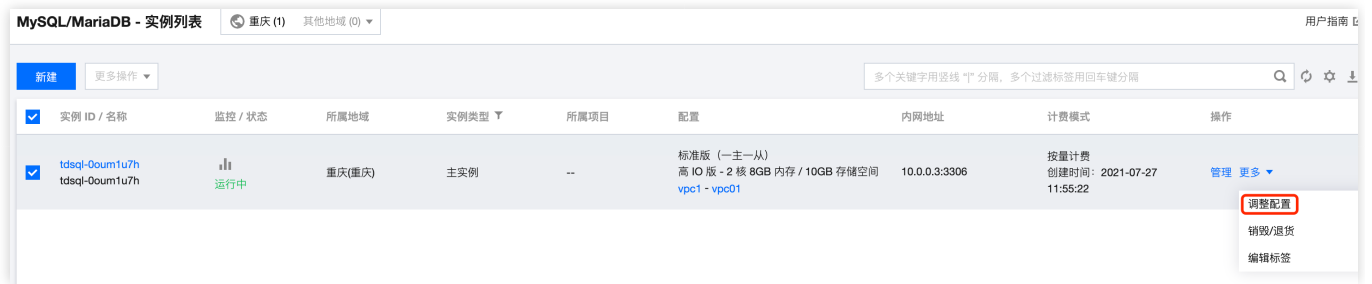 MySQL/MariaDB - 实例列表 重庆 (1) 其他地域 (0) 用户指南
新建 更多操作 多个关键字用竖线 "|" 分隔，多个过滤标签用回车键分隔
实例 ID / 名称 监控 / 状态 所属地域 实例类型 所属项目 配置 内网地址 计费模式 操作
tdsql-0oum1u7h
tdsql-0oum1u7h
运行中
重庆(重庆)
主实例
--
标准版（一主一从）
高 IO 版 - 2 核 8GB 内存 / 10GB 存储空间
vpc1 - vpc01
10.0.0.3:3306
按量计费
创建时间：2021-07-27
11:55:22
管理 更多
调整配置
销毁/退货
编辑标签